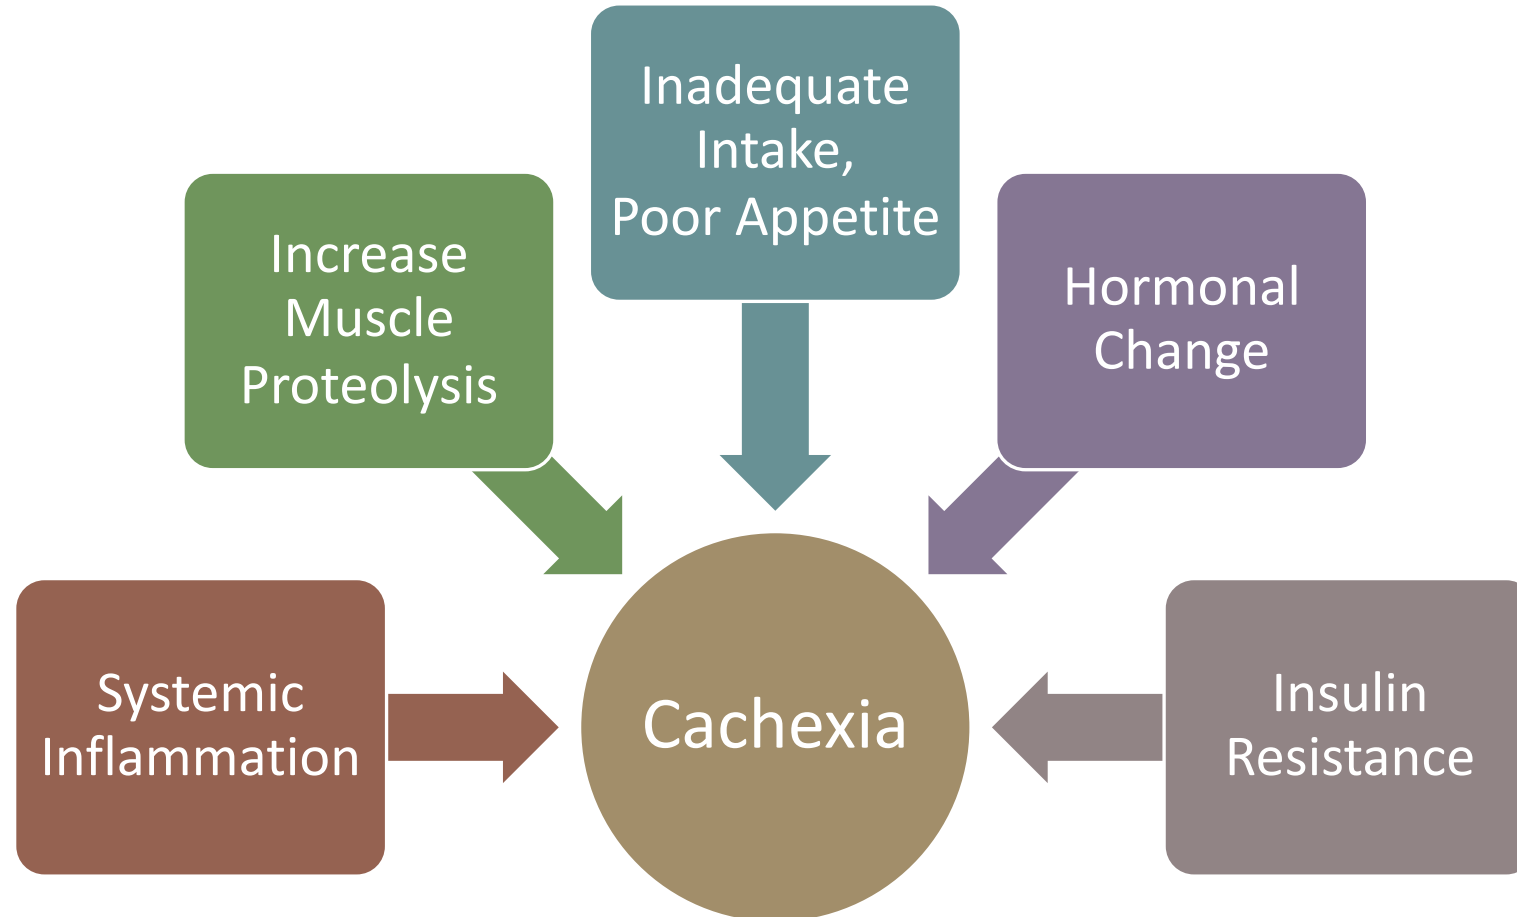 Inadequate
Intake,
Poor Appetite
Increase
Muscle
Proteolysis
Hormonal
Change
Systemic
Inflammation
Cachexia
Insulin
Resistance